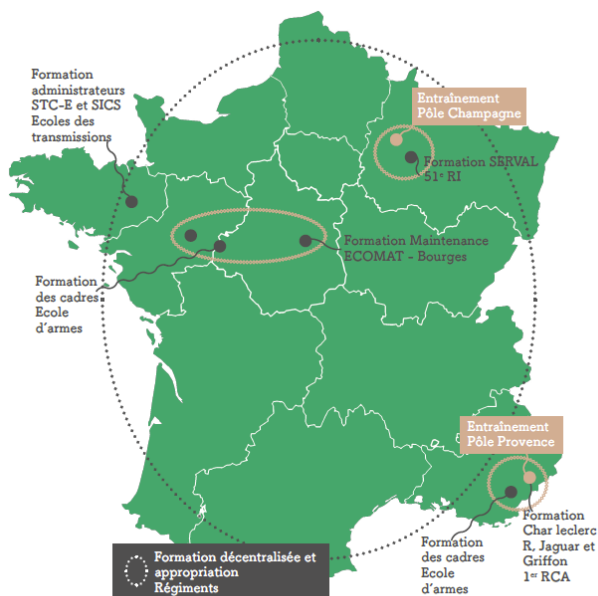 Formation
administrateurs
STC-E et SICS
Ecoles des
transmissions
Entraînement
Pôle Champagne
Formation SERVAL
51e RI
Formation Maintenance
ECOMAT - Bourges
Formation
des cadres
Ecole
d'armes
Entraînement
Pôle Provence
Formation
Char leclerc
R, Jaguar et
Griffon
1er RCA
Formation
des cadres
Ecole
d'armes
Formation décentralisée et
appropriation
Régiments